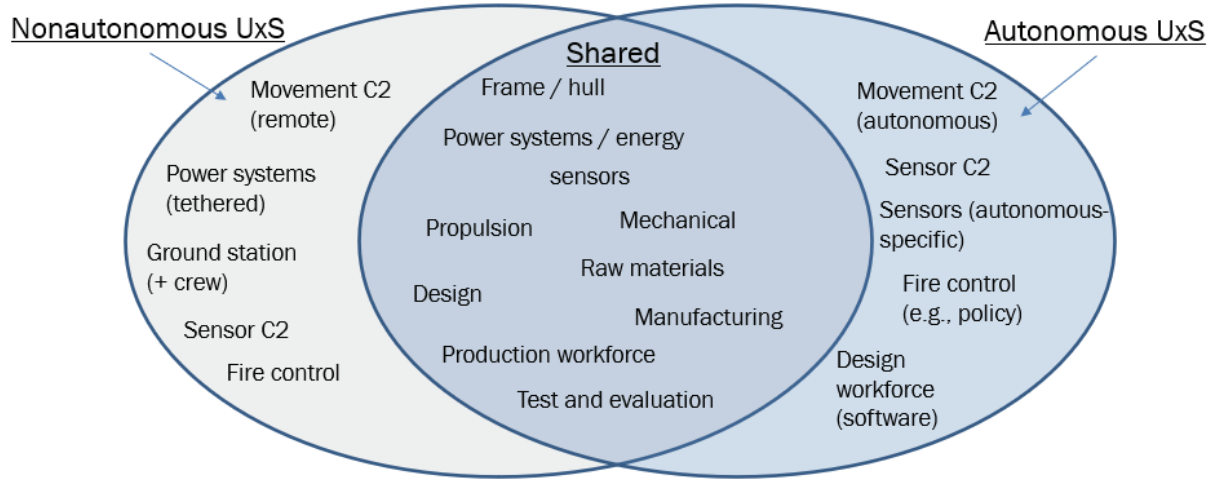 Nonautonomous UxS
Movement C2
(remote)
Power systems
(tethered)
Ground station
(+ crew)
Sensor C2
Fire control
Shared
Frame / hull
Power systems / energy
sensors
Propulsion
Mechanical
Raw materials
Design
Manufacturing
Production workforce
Test and evaluation
Autonomous UxS
Movement C2
(autonomous)
Sensor C2
Sensors (autonomous-
specific)
Fire control
(e.g., policy)
Design
workforce
(software)